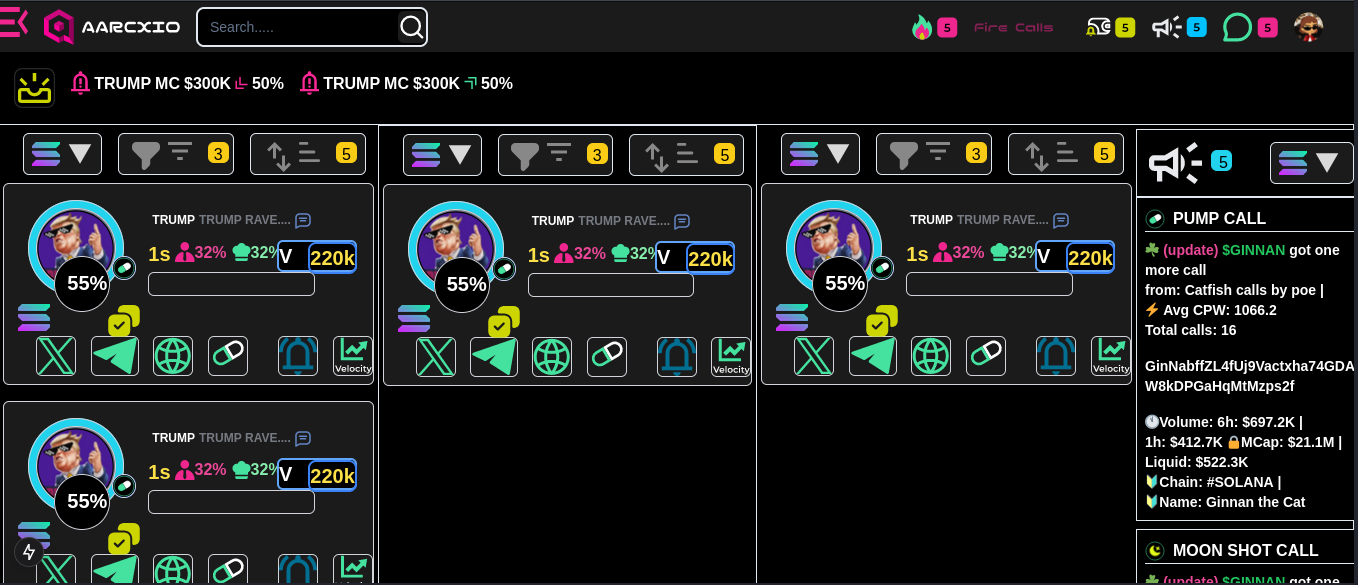 AARCXIO
Search.....
5
Fire Calls
5
5
5
TRUMP MC $300K 50%
TRUMP MC $300K 50%
3
5
3
5
3
5
5
TRUMP TRUMP RAVE....
1s 32% 32% V 220k
55%
Velocity
TRUMP TRUMP RAVE....
1s 32% 32% V 220k
55%
Velocity
TRUMP TRUMP RAVE....
1s 32% 32% V 220k
55%
Velocity
TRUMP TRUMP RAVE....
1s 32% 32% V 220k
55%
PUMP CALL
(update) $GINNAN got one
more call
from: Catfish calls by poe |
Avg CPW: 1066.2
Total calls: 16
GinNabffZL4fUj9Vactxha74GDA
W8kDPGaHqMtMzps2f
Volume: 6h: $697.2K |
1h: $412.7K MCap: $21.1M |
Liquid: $522.3K
Chain: #SOLANA |
Name: Ginnan the Cat
MOON SHOT CALL
(update) $GINNAN got one